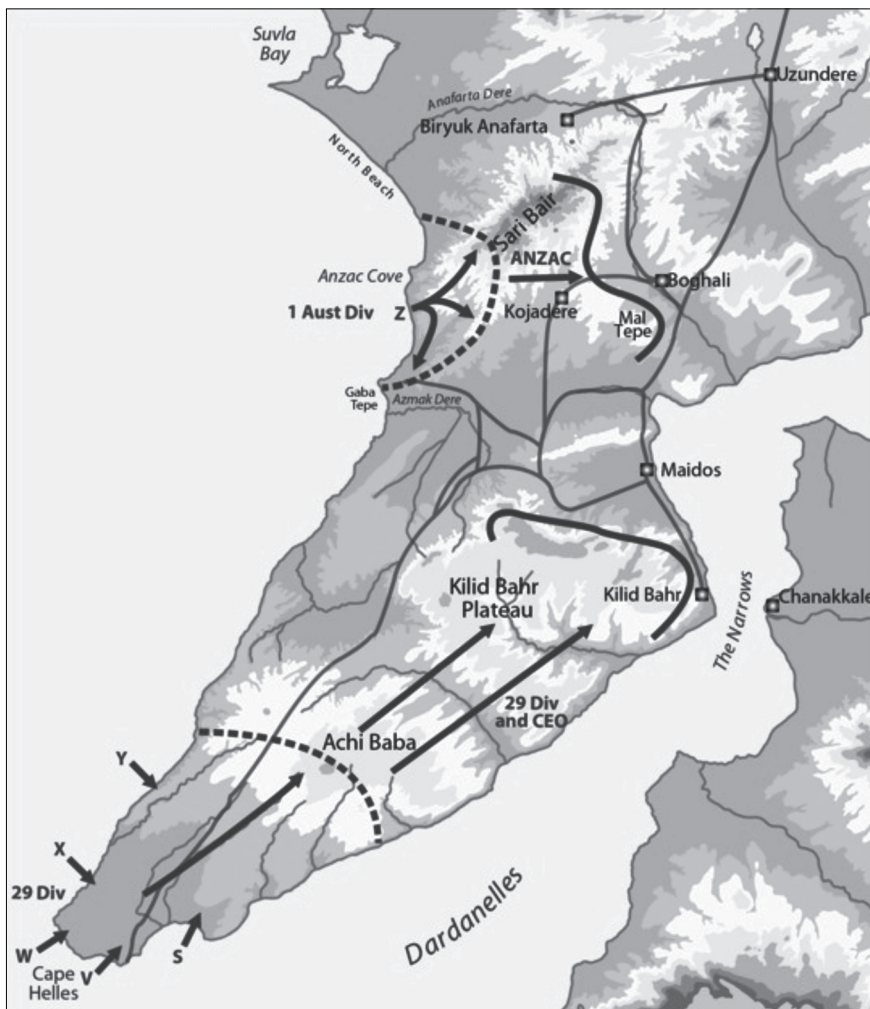 Suvla
Bay
Uzundere
Anafarta Dere
Biryuk Anafarta
North Beach
Sari Bair
ANZAC
Anzac Cove
Boghali
1 Aust Div Z
Kojadere
Mal
Tepe
Gaba
Tepe
Azmak Dere
Maidos
Kilid Bahr
Plateau
Kilid Bahr
Chanakkale
The Narrows
29 Div
and CEO
Achi Baba
Y
X
29 Div
W
V
S
Cape
Helles
Dardanelles